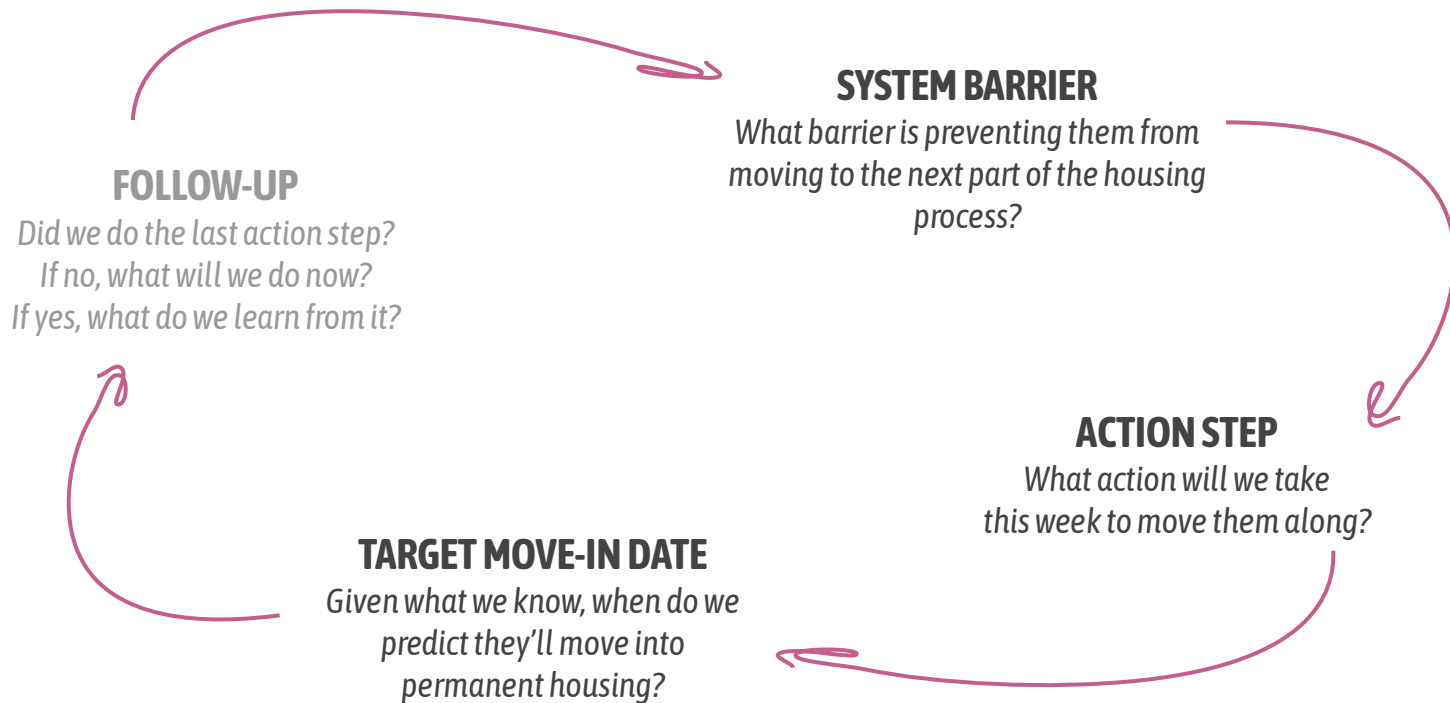 SYSTEM BARRIER
What barrier is preventing them from
moving to the next part of the housing
process?
ACTION STEP
What action will we take
this week to move them along?
TARGET MOVE-IN DATE
Given what we know, when do we
predict they’ll move into
permanent housing?
FOLLOW-UP
Did we do the last action step?
If no, what will we do now?
If yes, what do we learn from it?